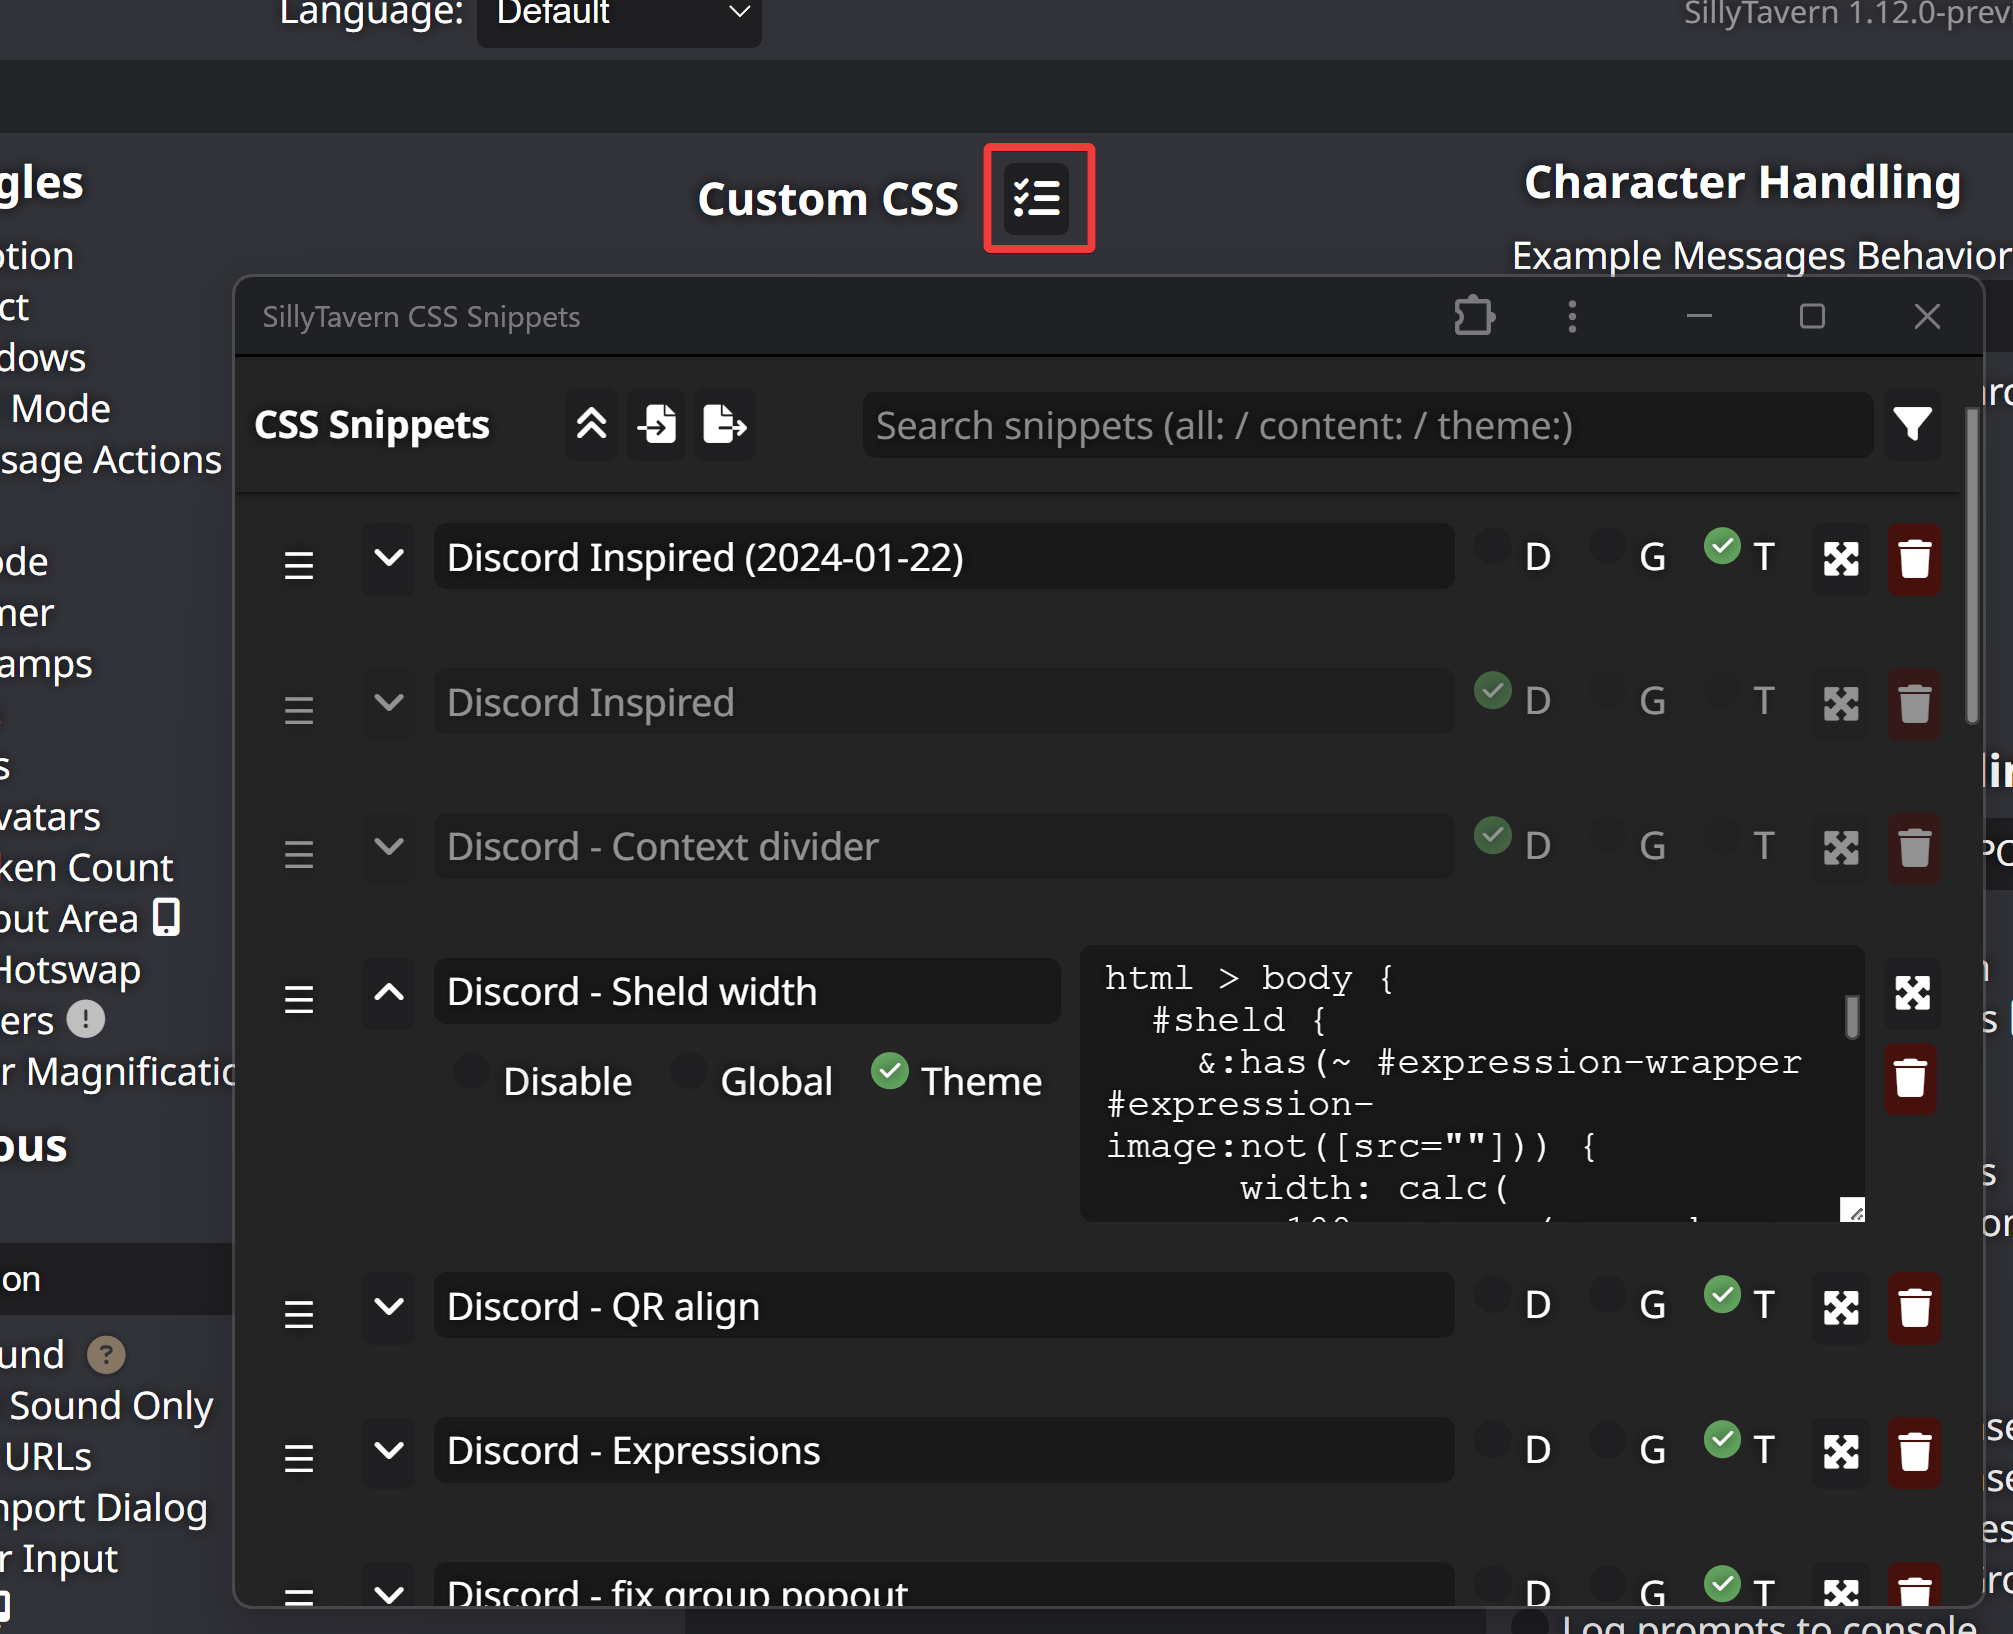 Language: Default
SillyTavern 1.12.0-prev
gles
Custom CSS
Character Handling
Example Messages Behavior
SillyTavern CSS Snippets
CSS Snippets
Search snippets (all: / content: / theme:)
Discord Inspired (2024-01-22) D G T
Discord Inspired D G T
Discord - Context divider D G T
Discord - Sheld width
Disable Global Theme
html > body {
#sheld {
&:has(~ #expression-wrapper
#expression-
image:not([src=""])) {
width: calc(
Discord - QR align D G T
Discord - Expressions D G T
Discord - fix group popout D G T
Log prompts to console
ption
ct
dows
Mode
sage Actions
ode
mer
amps
s
vatars
ken Count
put Area
Hotswap
ers
r Magnificatio
ous
on
und
Sound Only
URLs
mport Dialog
r Input